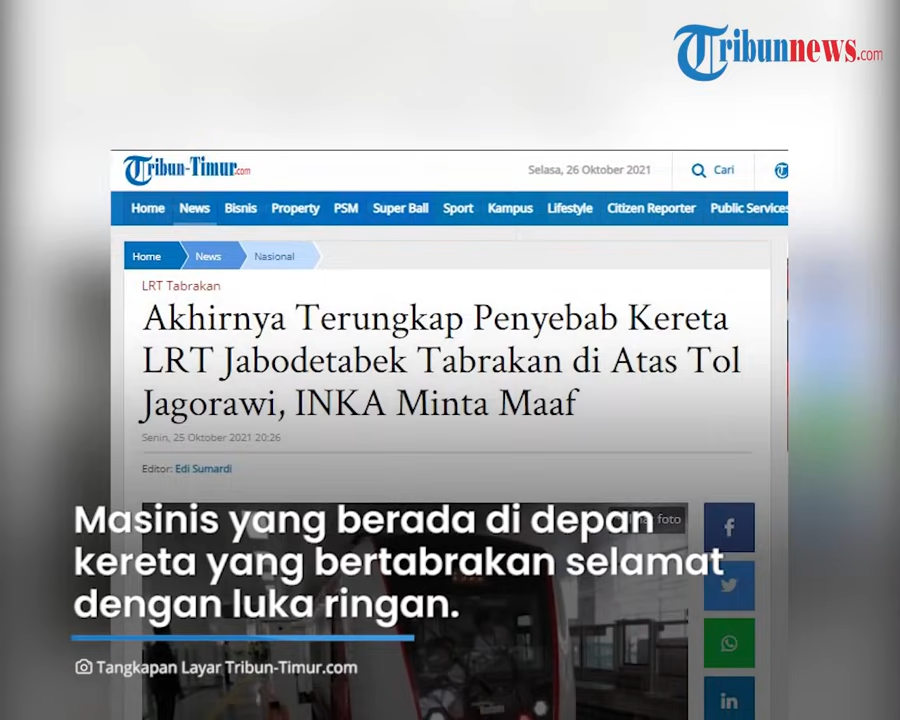 Tribunnews.com
Tribun-Timur.com
Selasa, 26 Oktober 2021
Cari
Home News Bisnis Property PSM Super Ball Sport Kampus Lifestyle Citizen Reporter Public Services
Home News Nasional
LRT Tabrakan
Akhirnya Terungkap Penyebab Kereta
LRT Jabodetabek Tabrakan di Atas Tol
Jagorawi, INKA Minta Maaf
Senin, 25 Oktober 2021 20:26
Editor: Edi Sumardi
foto
Masinis yang berada di depan
kereta yang bertabrakan selamat
dengan luka ringan.
Tangkapan Layar Tribun-Timur.com